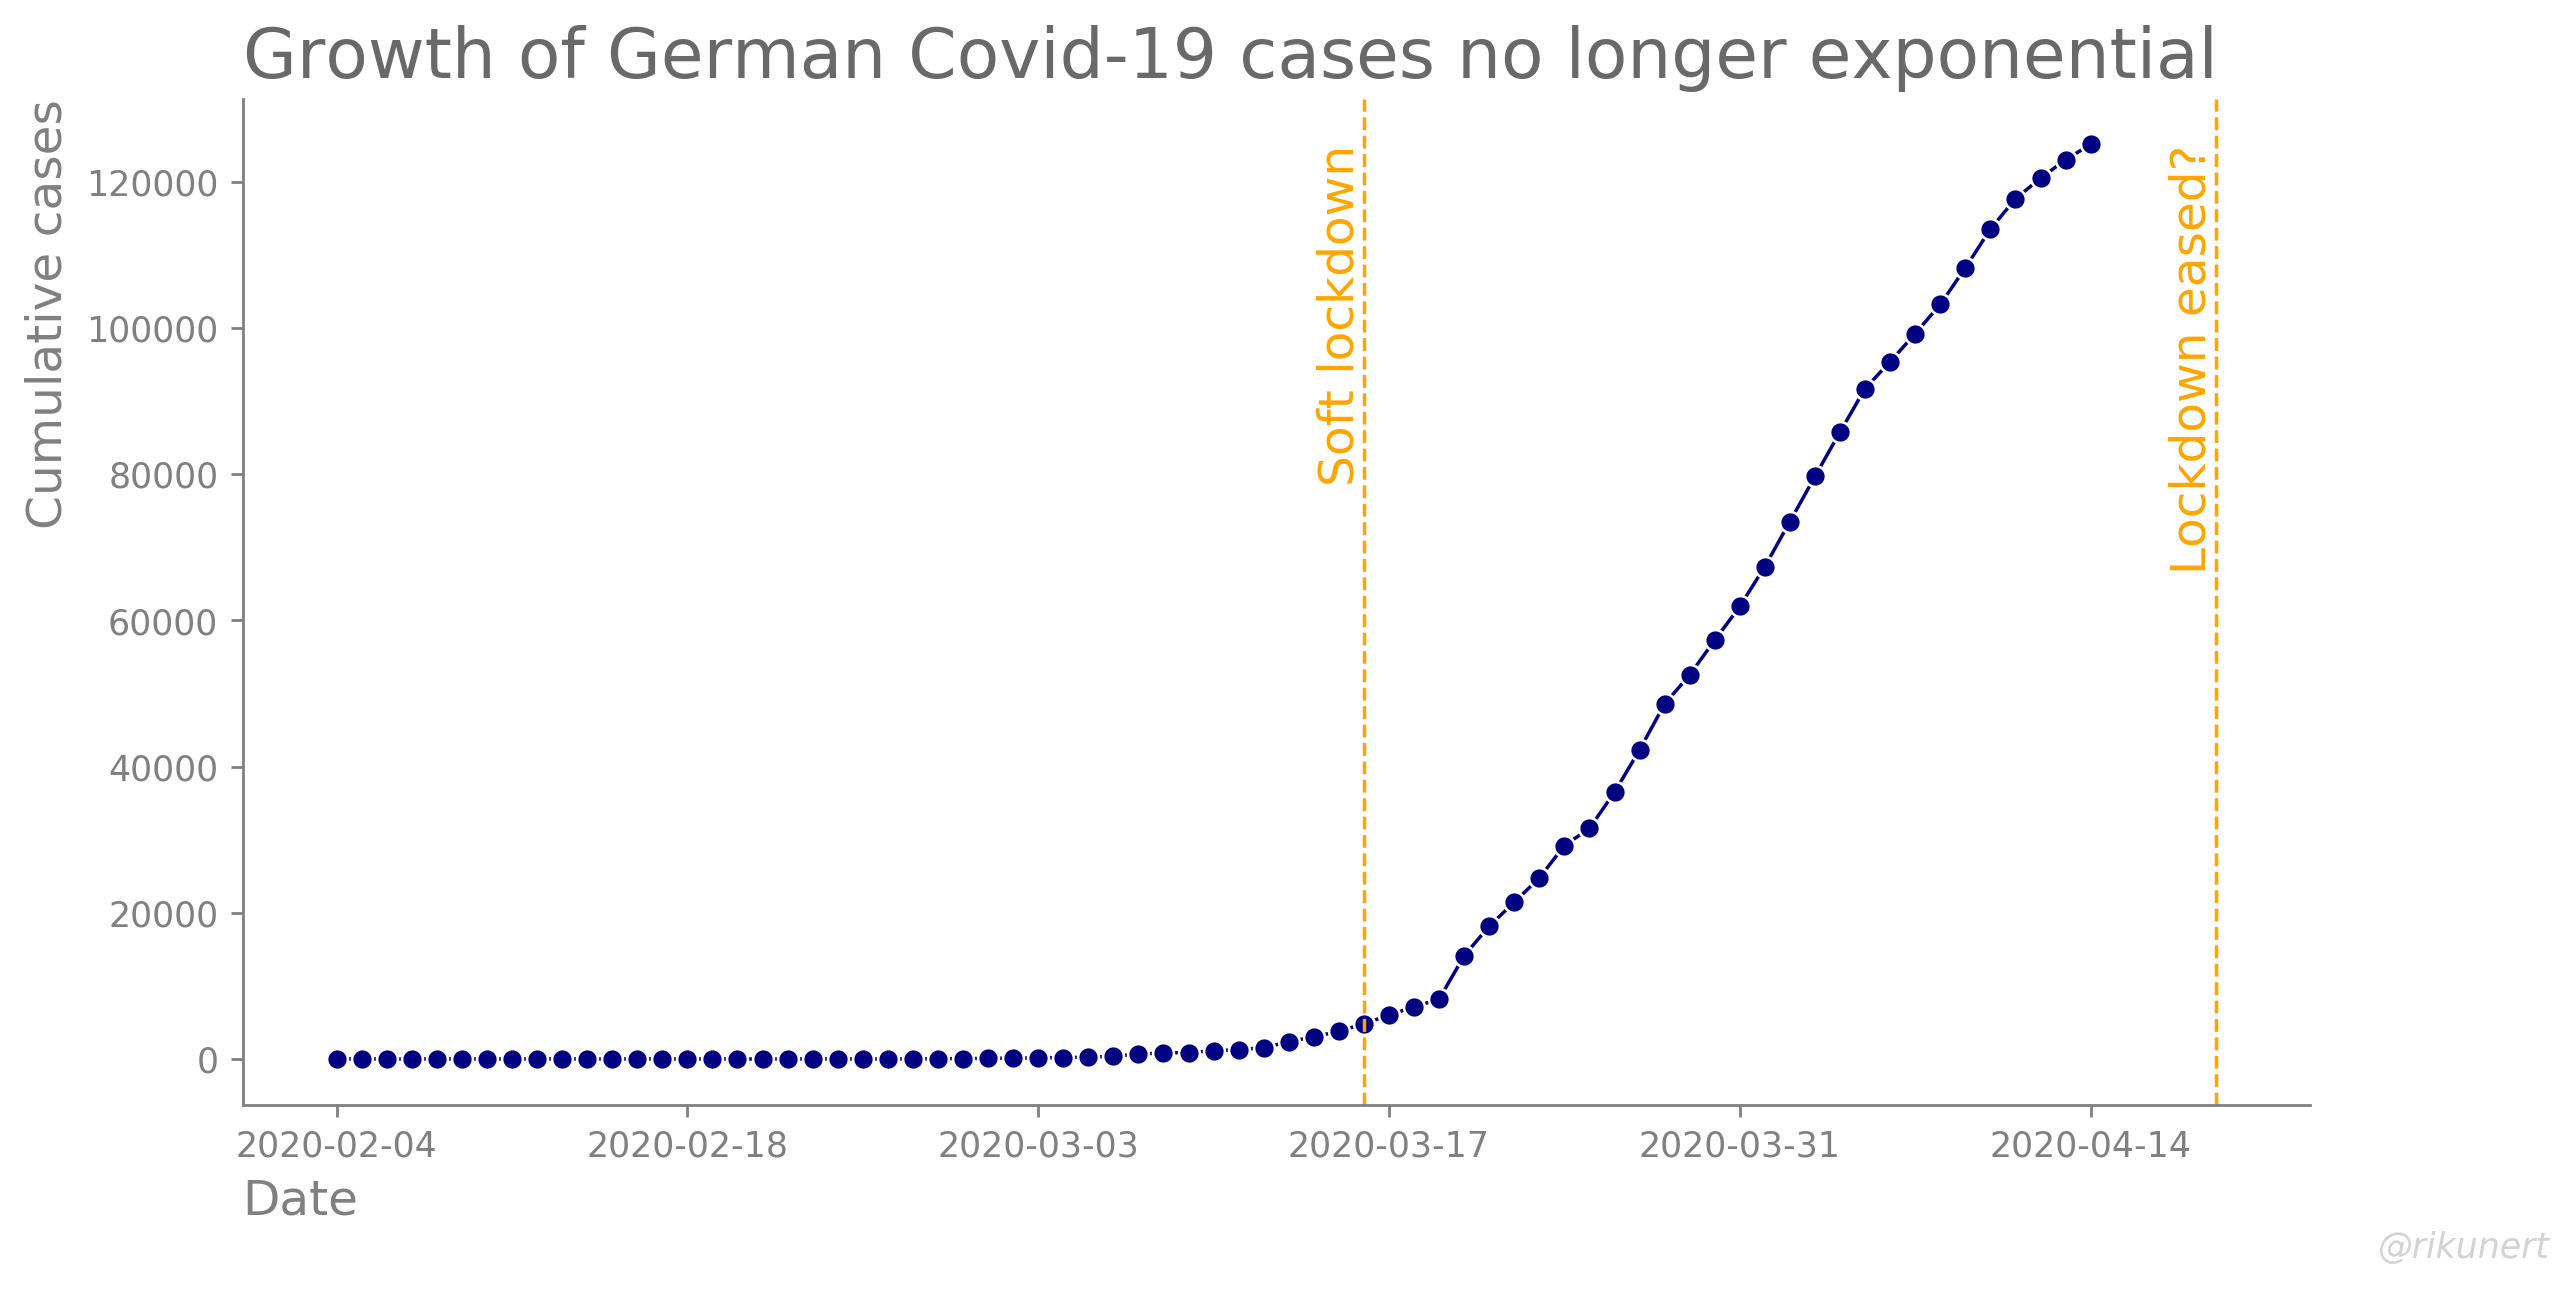 Growth of German Covid-19 cases no longer exponential
Cumulative cases
120000
100000
80000
60000
40000
20000
0
Soft lockdown
Lockdown eased?
2020-02-04
2020-02-18
2020-03-03
2020-03-17
2020-03-31
2020-04-14
Date
@rikunert